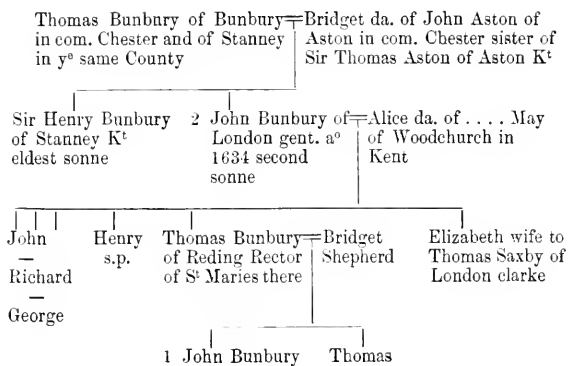 Thomas Bunbury of Bunbury=Bridget da. of John Aston of
in com. Chester and of Stanney Aston in com. Chester sister of
in yᵉ same County Sir Thomas Aston of Aston Kᵗ
Sir Henry Bunbury 2 John Bunbury of=Alice da. of . . . . May
of Stanney Kᵗ London gent. aᵒ of Woodchurch in
eldest sonne 1634 second Kent
sonne
John Henry Thomas Bunbury=Bridget Elizabeth wife to
— s.p. of Reding Rector Shepherd Thomas Saxby of
Richard of Sᵗ Maries there London clarke
—
George
1 John Bunbury Thomas